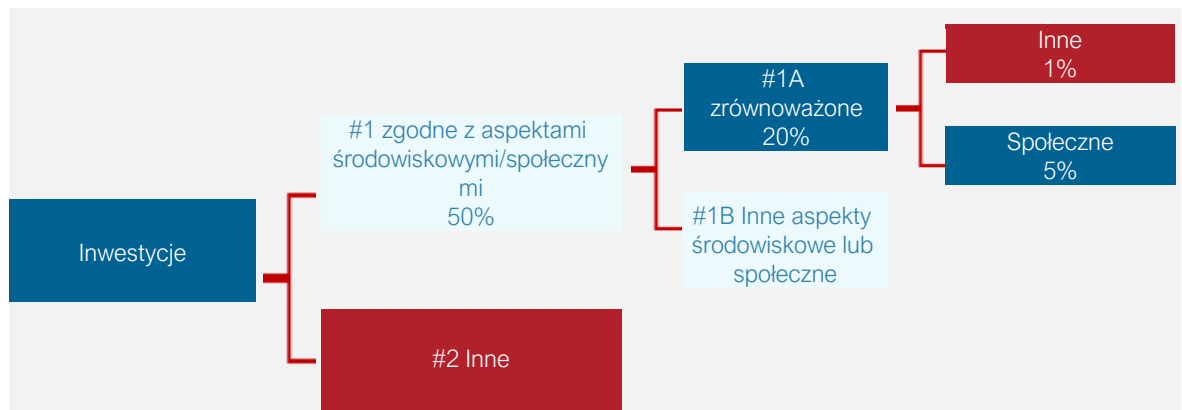 Inwestycje
#1 zgodne z aspektami
środowiskowymi/społeczny
mi
50%
#2 Inne
#1A
zrównoważone
20%
#1B Inne aspekty
środowiskowe lub
społeczne
Inne
1%
Społeczne
5%